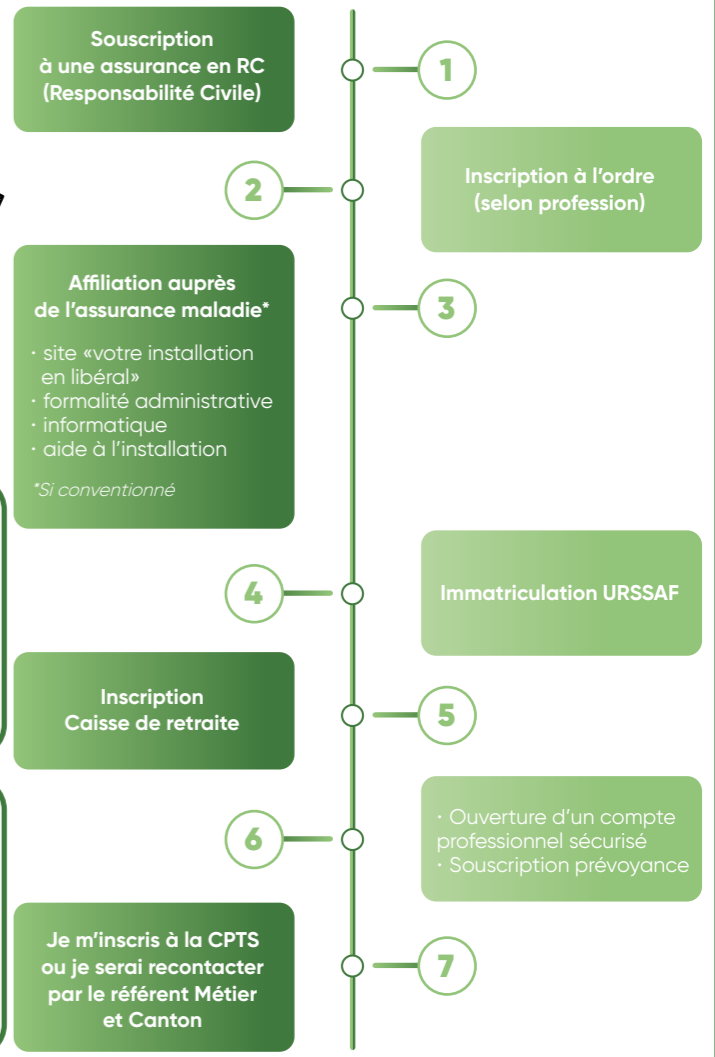 Souscription
à une assurance en RC
(Responsabilité Civile)
1
2
Inscription à l'ordre
(selon profession)
Affiliation auprès
de l'assurance maladie*
· site «votre installation
en libéral»
· formalité administrative
· informatique
· aide à l'installation
*Si conventionné
3
4
Immatriculation URSSAF
Inscription
Caisse de retraite
5
6
· Ouverture d'un compte
professionnel sécurisé
· Souscription prévoyance
Je m'inscris à la CPTS
ou je serai recontacter
par le référent Métier
et Canton
7